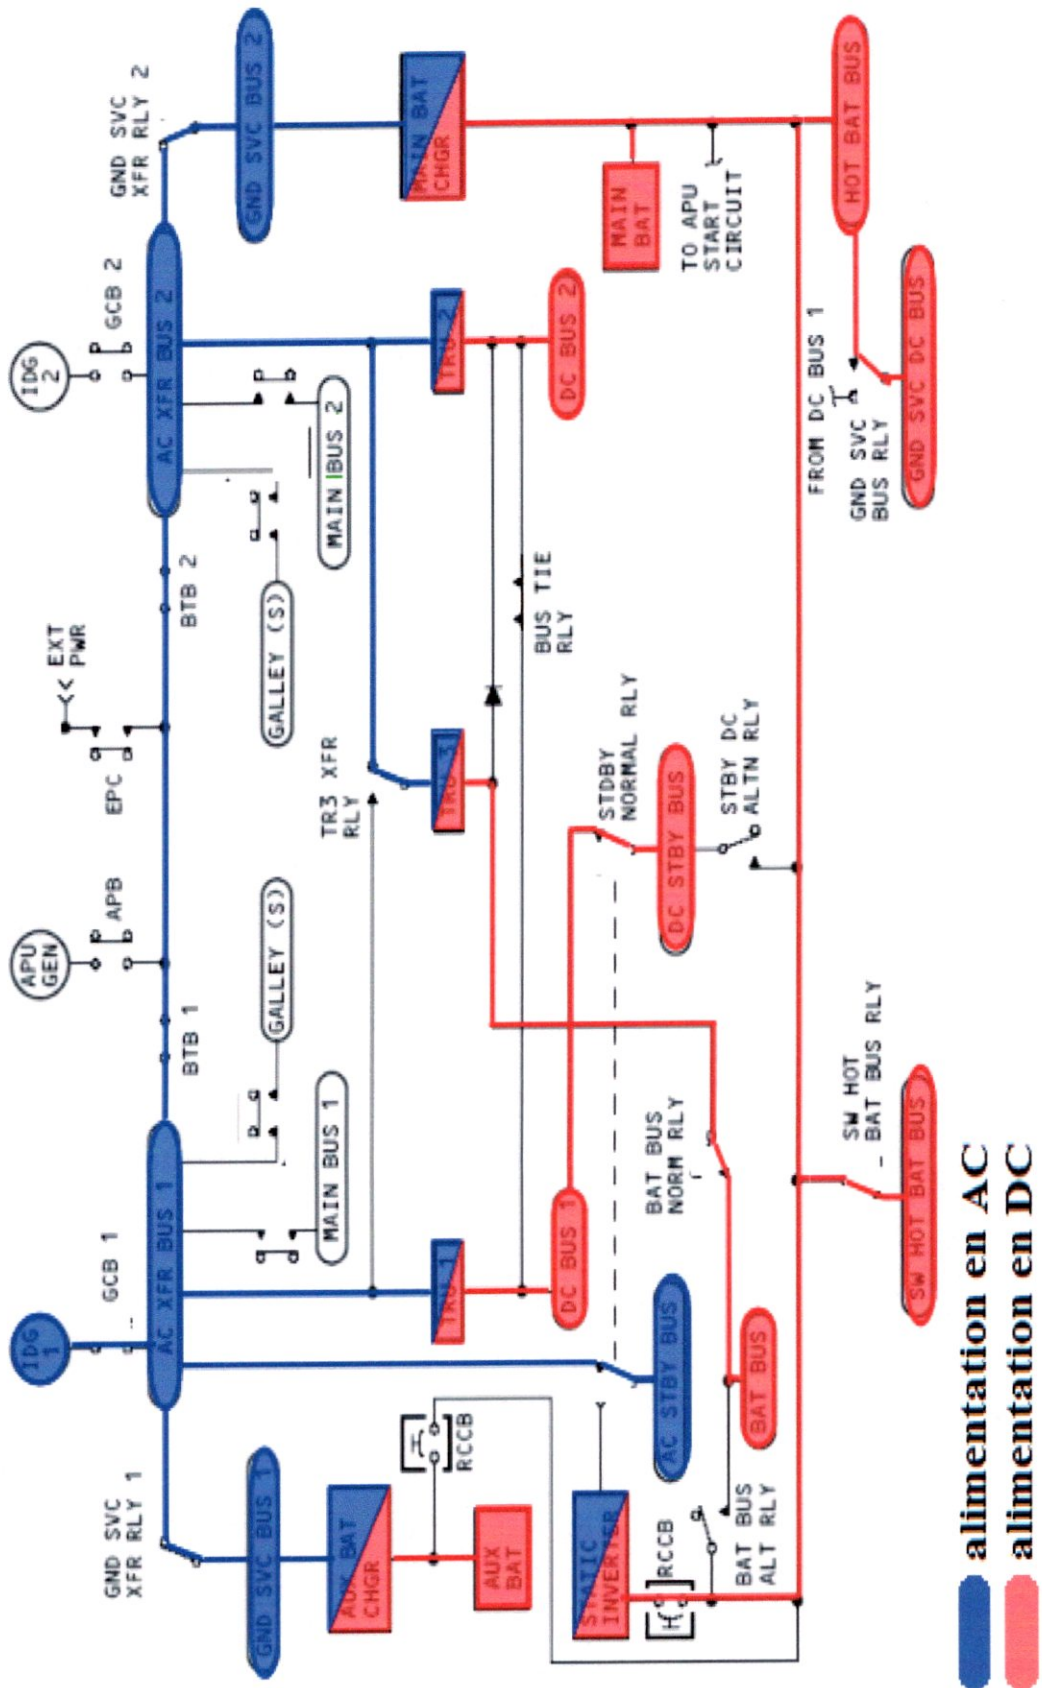 IDG
1
GCB 1
APU
GEN
APB
EPC
<< EXT
PWR
IDG
2
GCB 2
GND SVC
XFR RLY 1
AC XFR BUS 1
BTB 1
BTB 2
AC XFR BUS 2
GND SVC
XFR RLY 2
GND SVC BUS 1
MAIN BUS 1
GALLEY (S)
GALLEY (S)
MAIN BUS 2
GND SVC BUS 2
AUX BAT
CHGR
TR3 XFR
RLY
MAIN BAT
CHGR
RCCB
TRU 1
TRU 3
TRU 2
AUX
BAT
DC BUS 1
BUS TIE
RLY
DC BUS 2
MAIN
BAT
STATIC
INVERTER
STDBY
NORMAL RLY
TO APU
START
CIRCUIT
RCCB
AC STBY BUS
BAT BUS
NORM RLY
DC STBY BUS
STBY DC
ALTN RLY
BAT BUS
ALT RLY
BAT BUS
FROM DC BUS 1
HOT BAT BUS
SW HOT
BAT BUS RLY
GND SVC
BUS RLY
SW HOT BAT BUS
GND SVC DC BUS
alimentation en AC
alimentation en DC